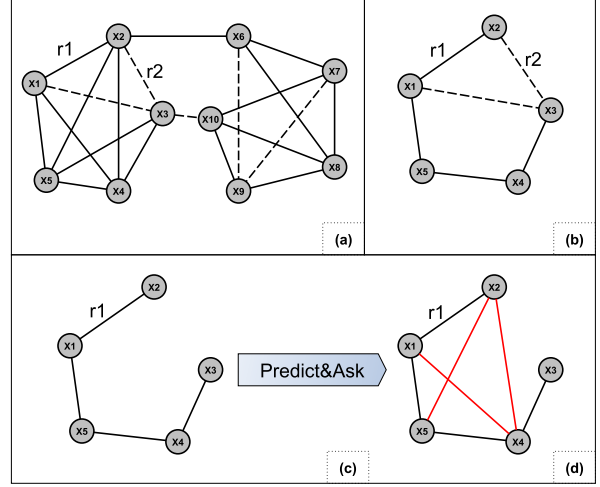 X2
X6
r1
r2
X7
X1
X3
X10
X5
X4
X9
X8
(a)
X2
r1
r2
X1
X3
X5
X4
(b)
X2
r1
X1
X3
X5
X4
(c)
Predict&Ask
X2
r1
X1
X3
X5
X4
(d)